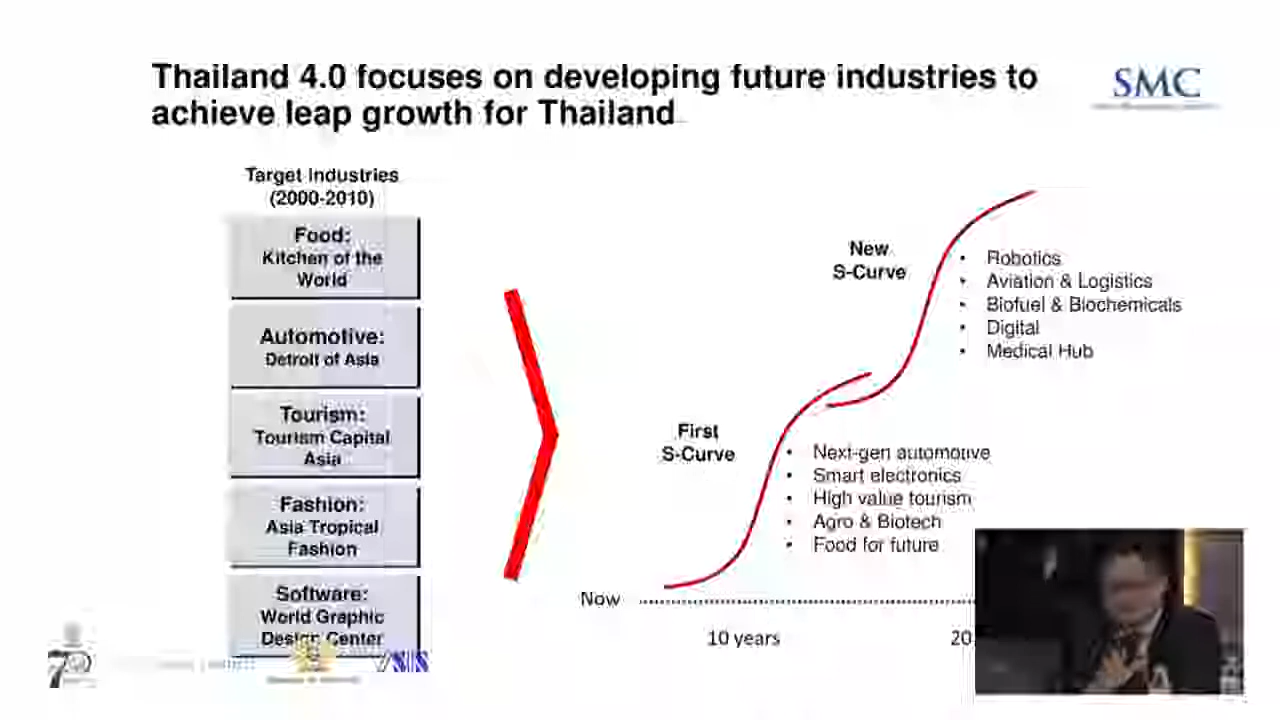 Thailand 4.0 focuses on developing future industries to
achieve leap growth for Thailand
SMC
Target Industries
(2000-2010)
Food:
Kitchen of the
World
Automotive:
Detroit of Asia
Tourism:
Tourism Capital
Asia
Fashion:
Asia Tropical
Fashion
Software:
World Graphic
Design Center
New
S-Curve
• Robotics
• Aviation & Logistics
• Biofuel & Biochemicals
• Digital
• Medical Hub
First
S-Curve
• Next-gen automotive
• Smart electronics
• High value tourism
• Agro & Biotech
• Food for future
Now
10 years
20